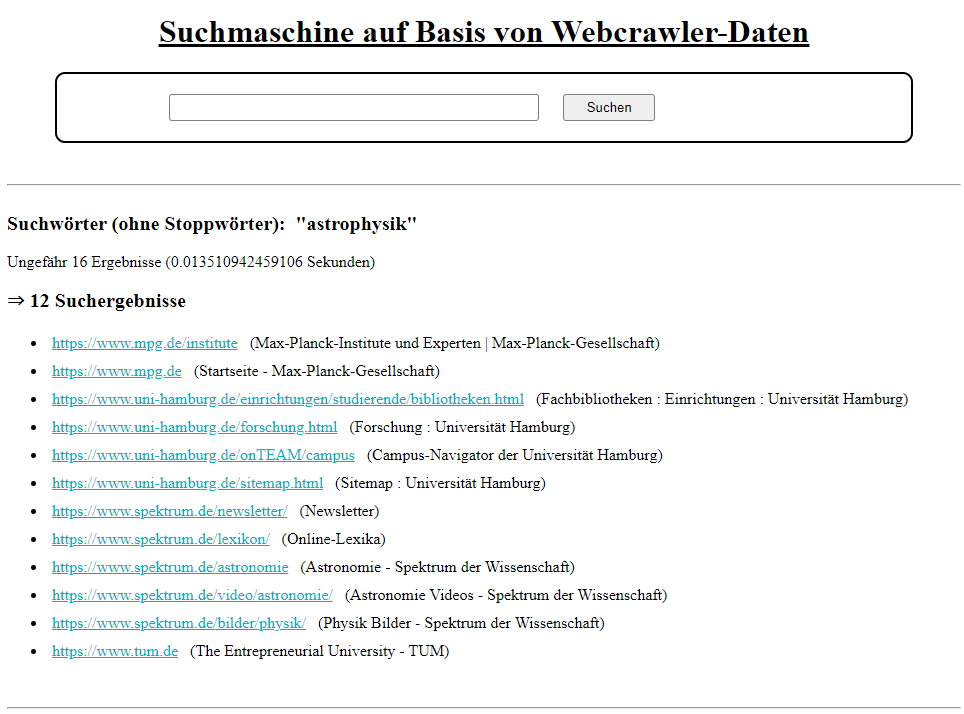 Suchmaschine auf Basis von Webcrawler-Daten
Suchen
Suchwörter (ohne Stoppwörter): "astrophysik"
Ungefähr 16 Ergebnisse (0.013510942459106 Sekunden)
⇒ 12 Suchergebnisse
• https://www.mpg.de/institute (Max-Planck-Institute und Experten | Max-Planck-Gesellschaft)
• https://www.mpg.de (Startseite - Max-Planck-Gesellschaft)
• https://www.uni-hamburg.de/einrichtungen/studierende/bibliotheken.html (Fachbibliotheken : Einrichtungen : Universität Hamburg)
• https://www.uni-hamburg.de/forschung.html (Forschung : Universität Hamburg)
• https://www.uni-hamburg.de/onTEAM/campus (Campus-Navigator der Universität Hamburg)
• https://www.uni-hamburg.de/sitemap.html (Sitemap : Universität Hamburg)
• https://www.spektrum.de/newsletter/ (Newsletter)
• https://www.spektrum.de/lexikon/ (Online-Lexika)
• https://www.spektrum.de/astronomie (Astronomie - Spektrum der Wissenschaft)
• https://www.spektrum.de/video/astronomie/ (Astronomie Videos - Spektrum der Wissenschaft)
• https://www.spektrum.de/bilder/physik/ (Physik Bilder - Spektrum der Wissenschaft)
• https://www.tum.de (The Entrepreneurial University - TUM)